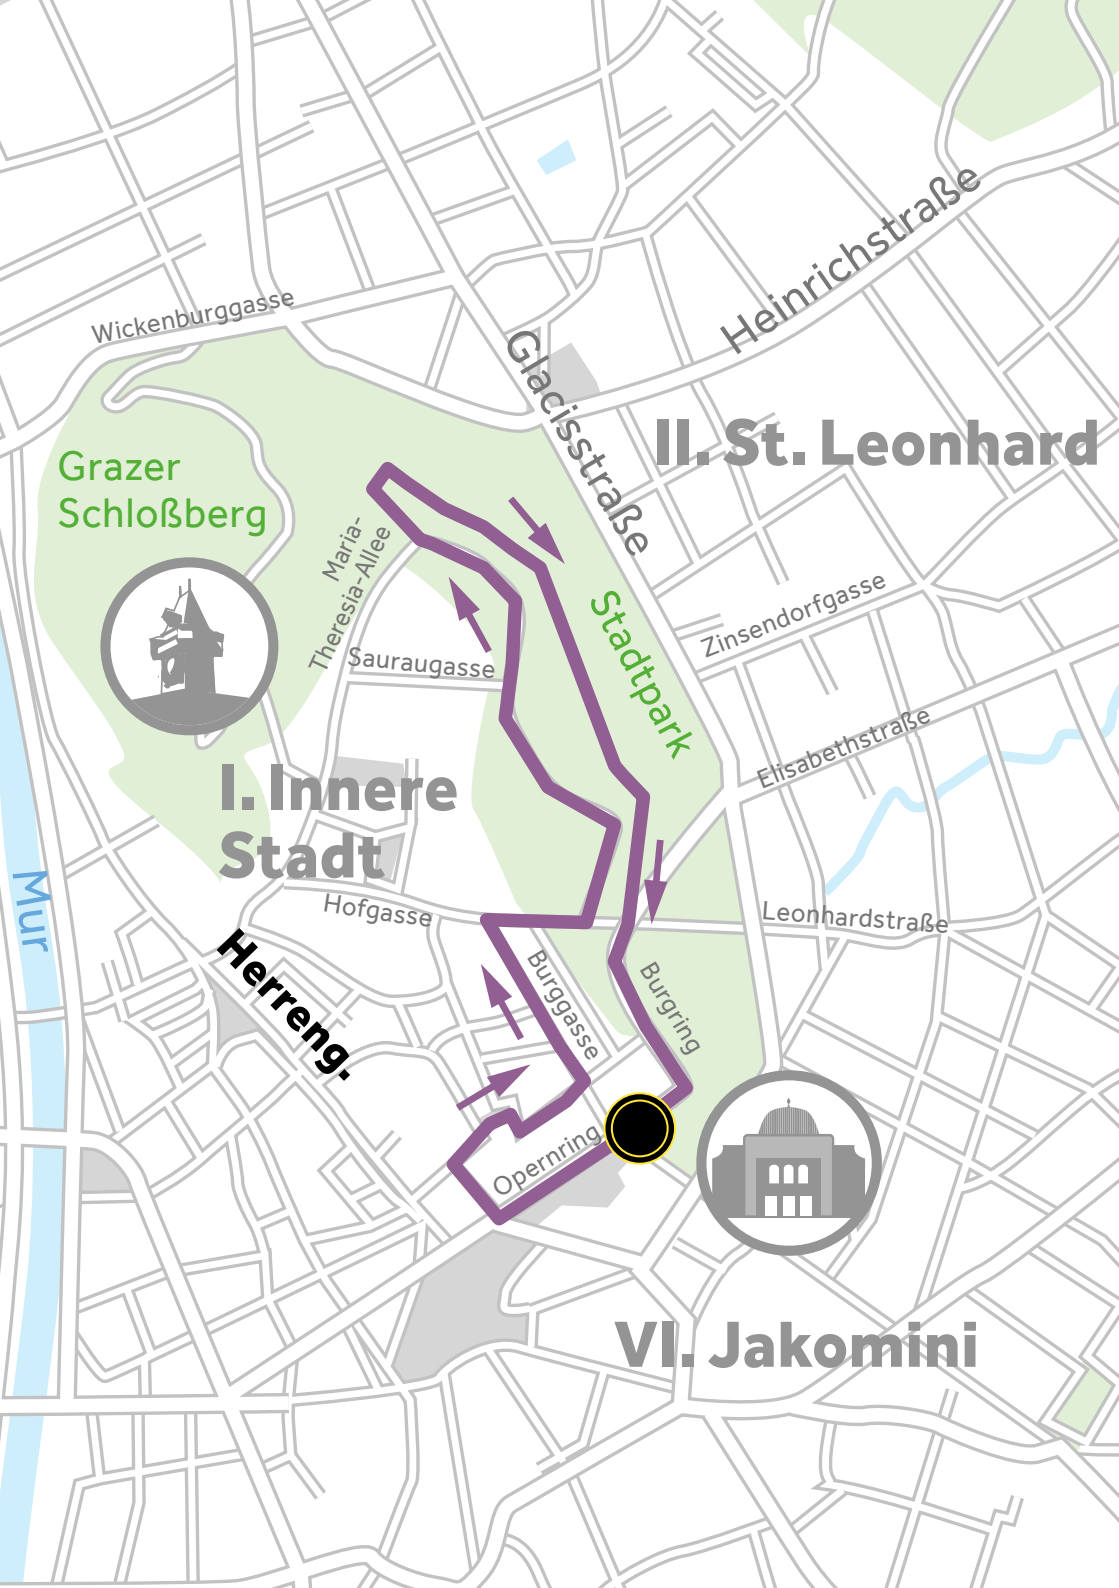 Heinrichstraße
Wickenburggasse
Glacisstraße
II. St. Leonhard
Grazer
Schloßberg
Maria-
Theresia-Allee
Zinsendorfgasse
Stadtpark
Sauraugasse
Elisabethstraße
I. Innere
Stadt
Mur
Hofgasse
Leonhardstraße
Herreng.
Burggasse
Burgring
Opernring
VI. Jakomini